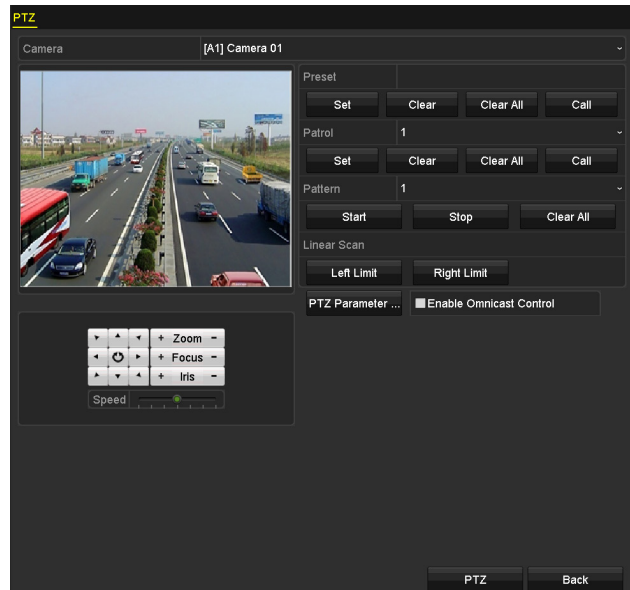 PTZ
Camera [A1] Camera 01
Preset
Set Clear Clear All Call
Patrol 1
Set Clear Clear All Call
Pattern 1
Start Stop Clear All
Linear Scan
Left Limit Right Limit
PTZ Parameter ... Enable Omnicast Control
+ Zoom -
+ Focus -
+ Iris -
Speed
PTZ Back